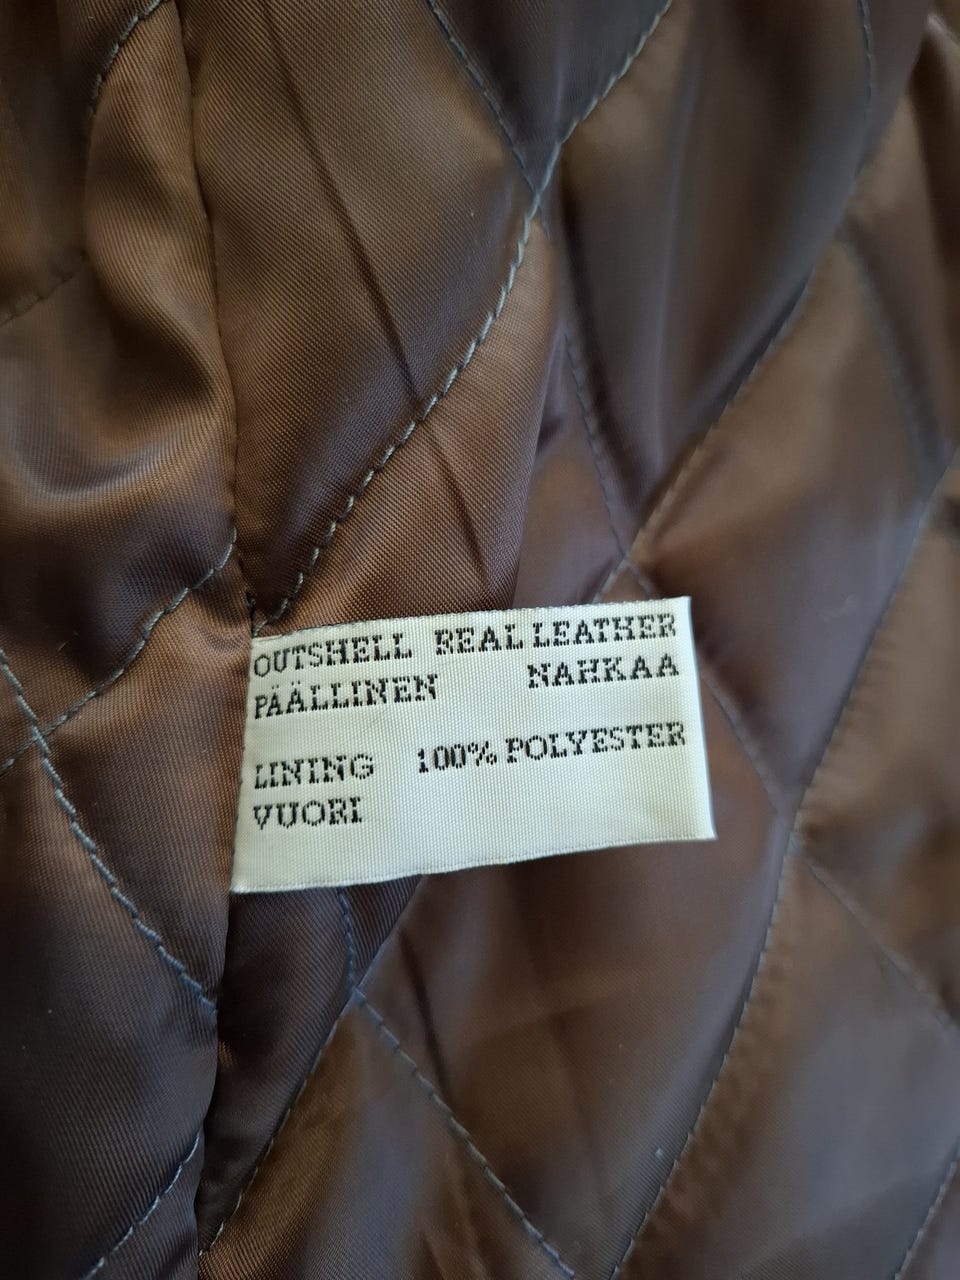 OUTSHELL REAL LEATHER
PÄÄLLINEN NAHKAA
LINING 100% POLYESTER
VUORI